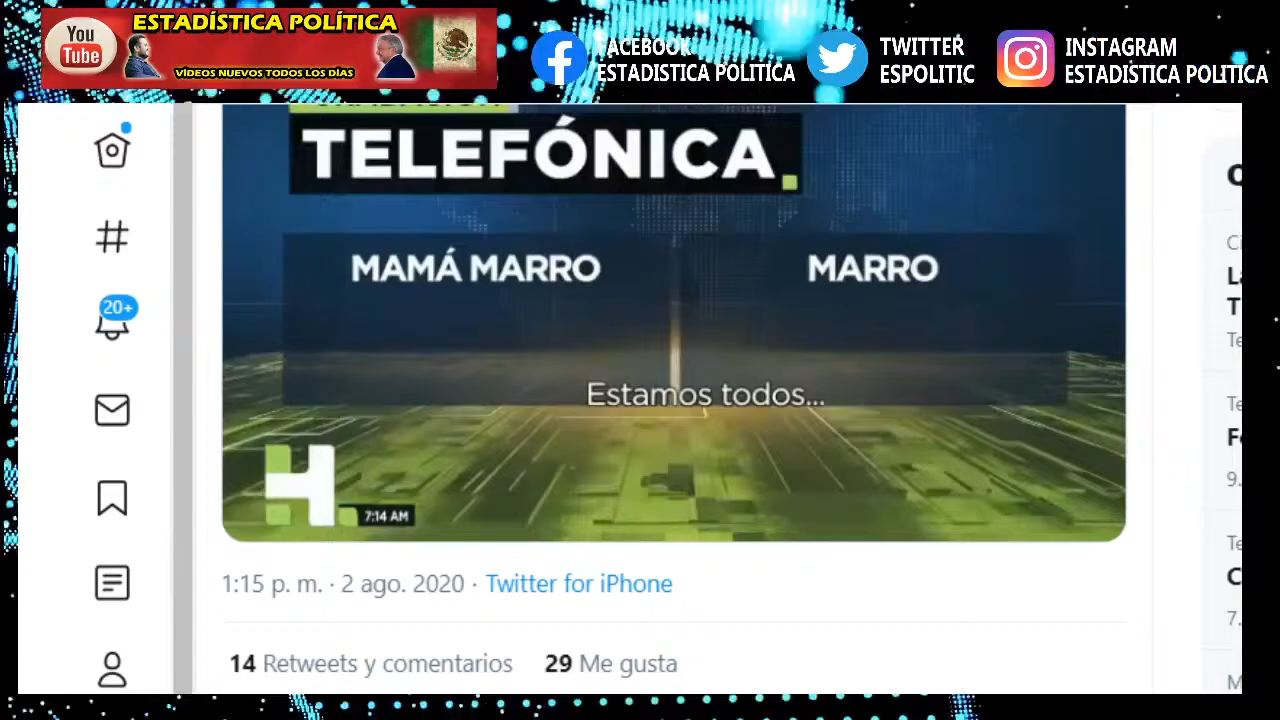 You
Tube
ESTADÍSTICA POLÍTICA
VÍDEOS NUEVOS TODOS LOS DÍAS
FACEBOOK
ESTADISTICA POLITICA
TWITTER
ESPOLITIC
INSTAGRAM
ESTADÍSTICA POLITICA
TELEFÓNICA.
MAMÁ MARRO
MARRO
Estamos todos...
H
7:14 AM
20+
1:15 p. m. · 2 ago. 2020 · Twitter for iPhone
14 Retweets y comentarios 29 Me gusta